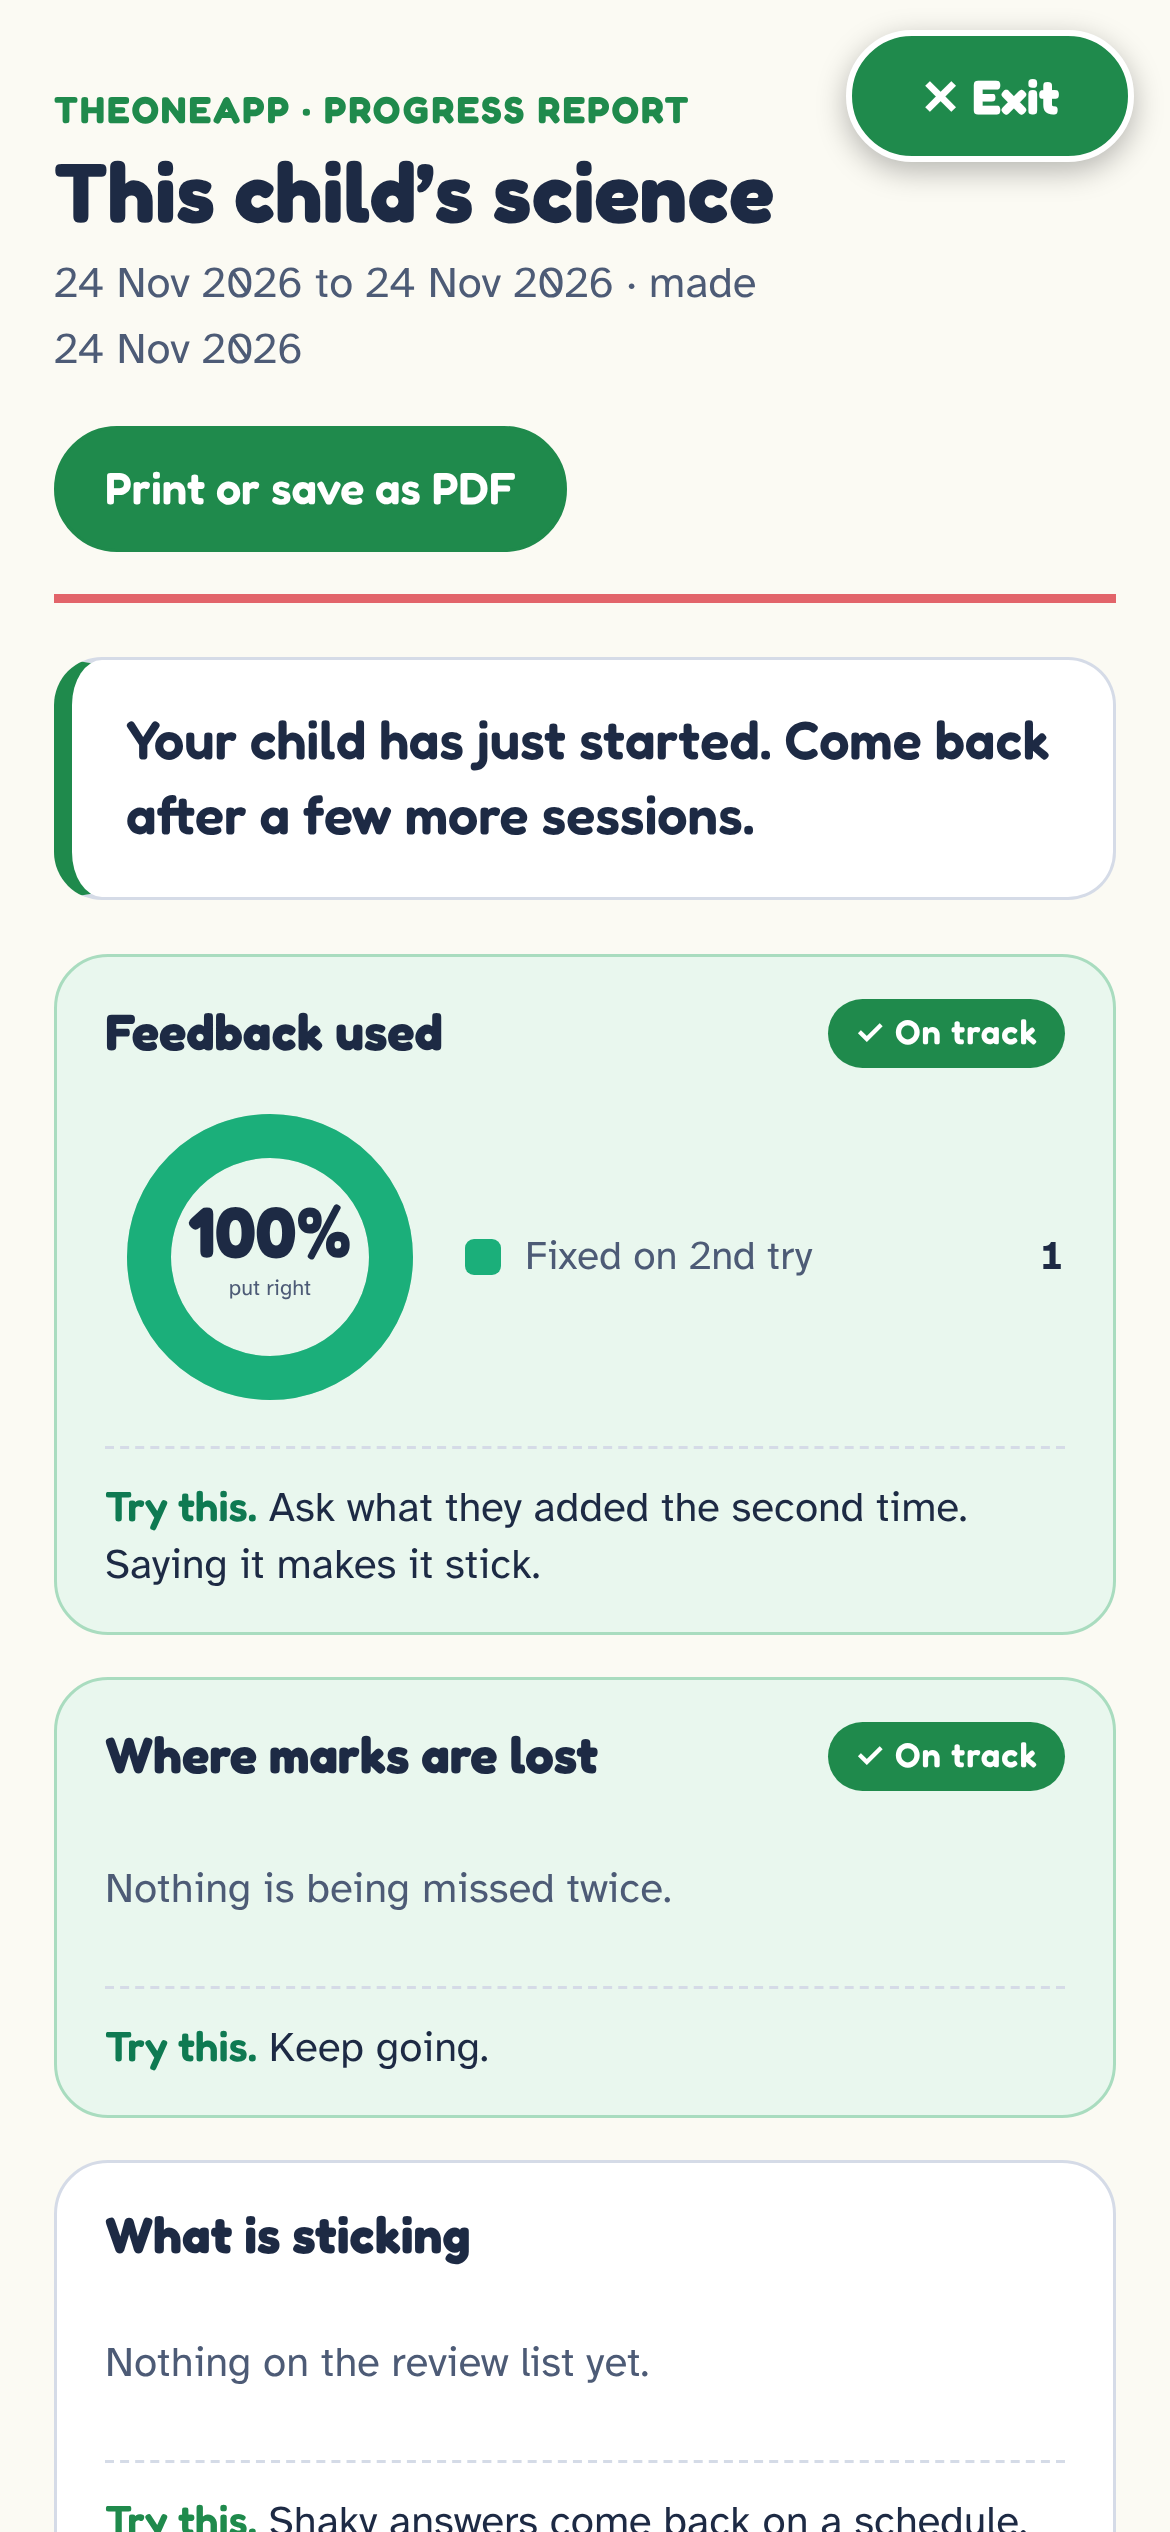 THEONEAPP · PROGRESS REPORT
✕ Exit
This child’s science
24 Nov 2026 to 24 Nov 2026 · made
24 Nov 2026
Print or save as PDF
Your child has just started. Come back
after a few more sessions.
Feedback used
✓ On track
100%
put right
Fixed on 2nd try
1
Try this. Ask what they added the second time.
Saying it makes it stick.
Where marks are lost
✓ On track
Nothing is being missed twice.
Try this. Keep going.
What is sticking
Nothing on the review list yet.
Try this. Shaky answers come back on a schedule.